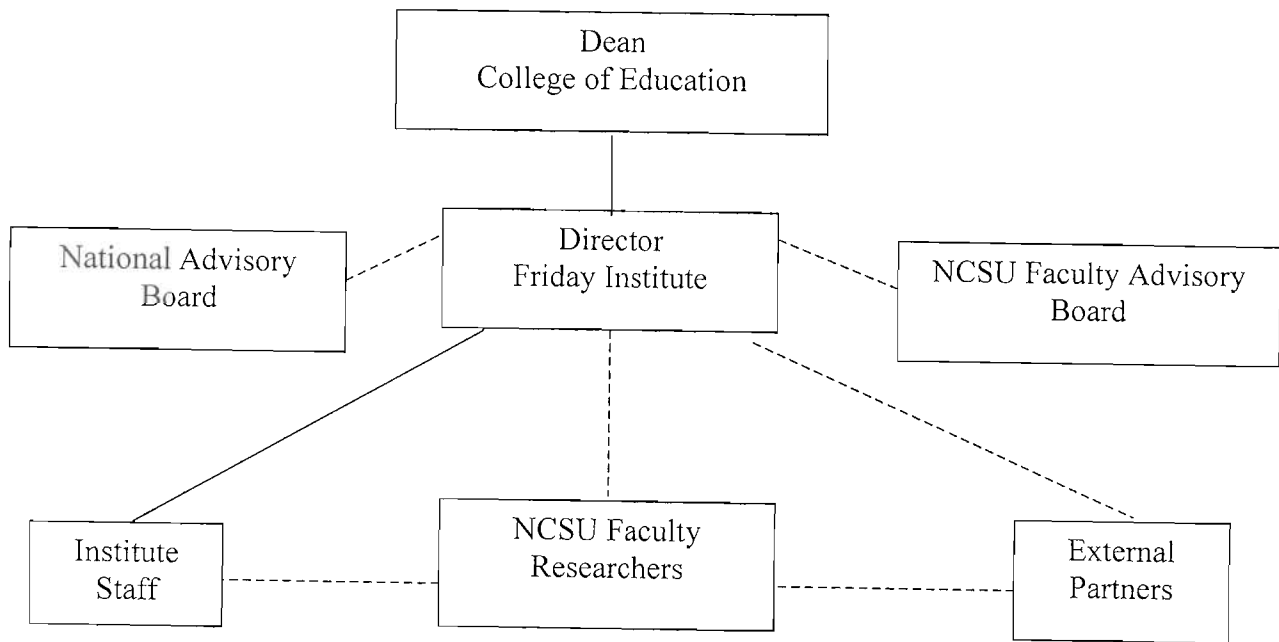 Dean
College of Education
Director
Friday Institute
National Advisory
Board
NCSU Faculty Advisory
Board
Institute
Staff
NCSU Faculty
Researchers
External
Partners